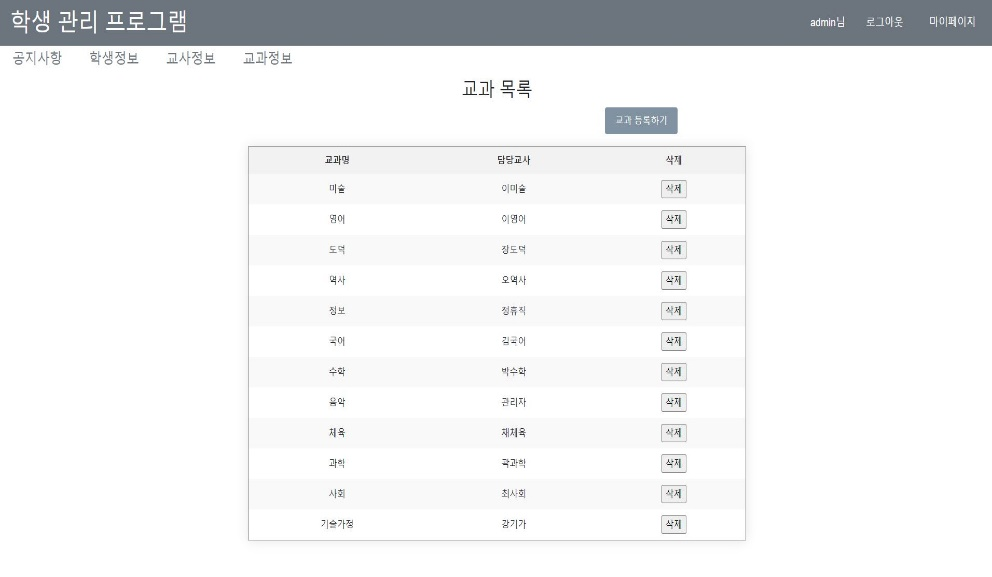 학생 관리 프로그램 admin님 로그아웃 마이페이지
공지사항 학생정보 교사정보 교과정보
교과 목록
교과 등록하기
교과명 담당교사 삭제
미술 이미술 삭제
영어 이영어 삭제
도덕 장도덕 삭제
역사 오역사 삭제
정보 정휴직 삭제
국어 김국어 삭제
수학 박수학 삭제
음악 관리자 삭제
체육 채체육 삭제
과학 곽과학 삭제
사회 최사회 삭제
기술가정 강기가 삭제